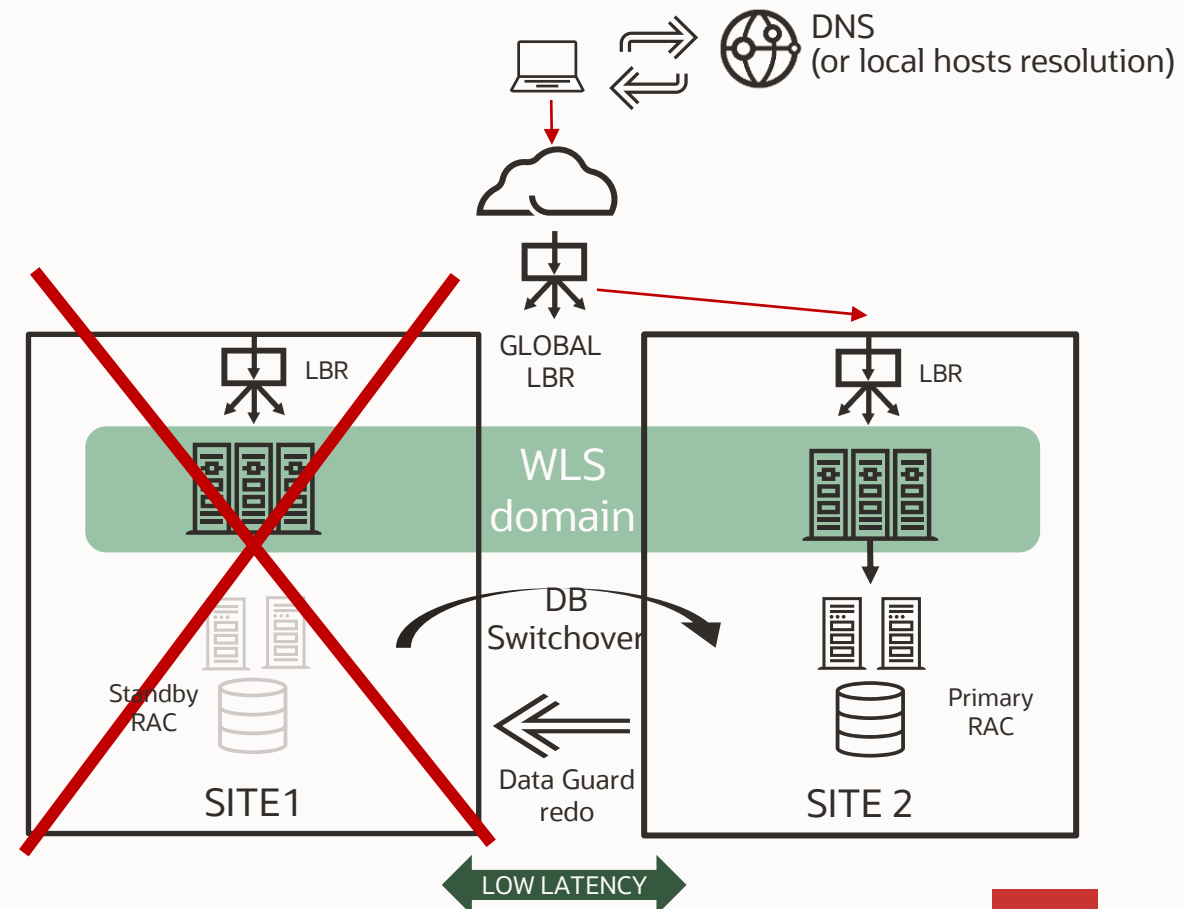 DNS
(or local hosts resolution)
GLOBAL
LBR
LBR
LBR
WLS
domain
DB
Switchover
Standby
RAC
Primary
RAC
Data Guard
redo
SITE1
SITE 2
LOW LATENCY